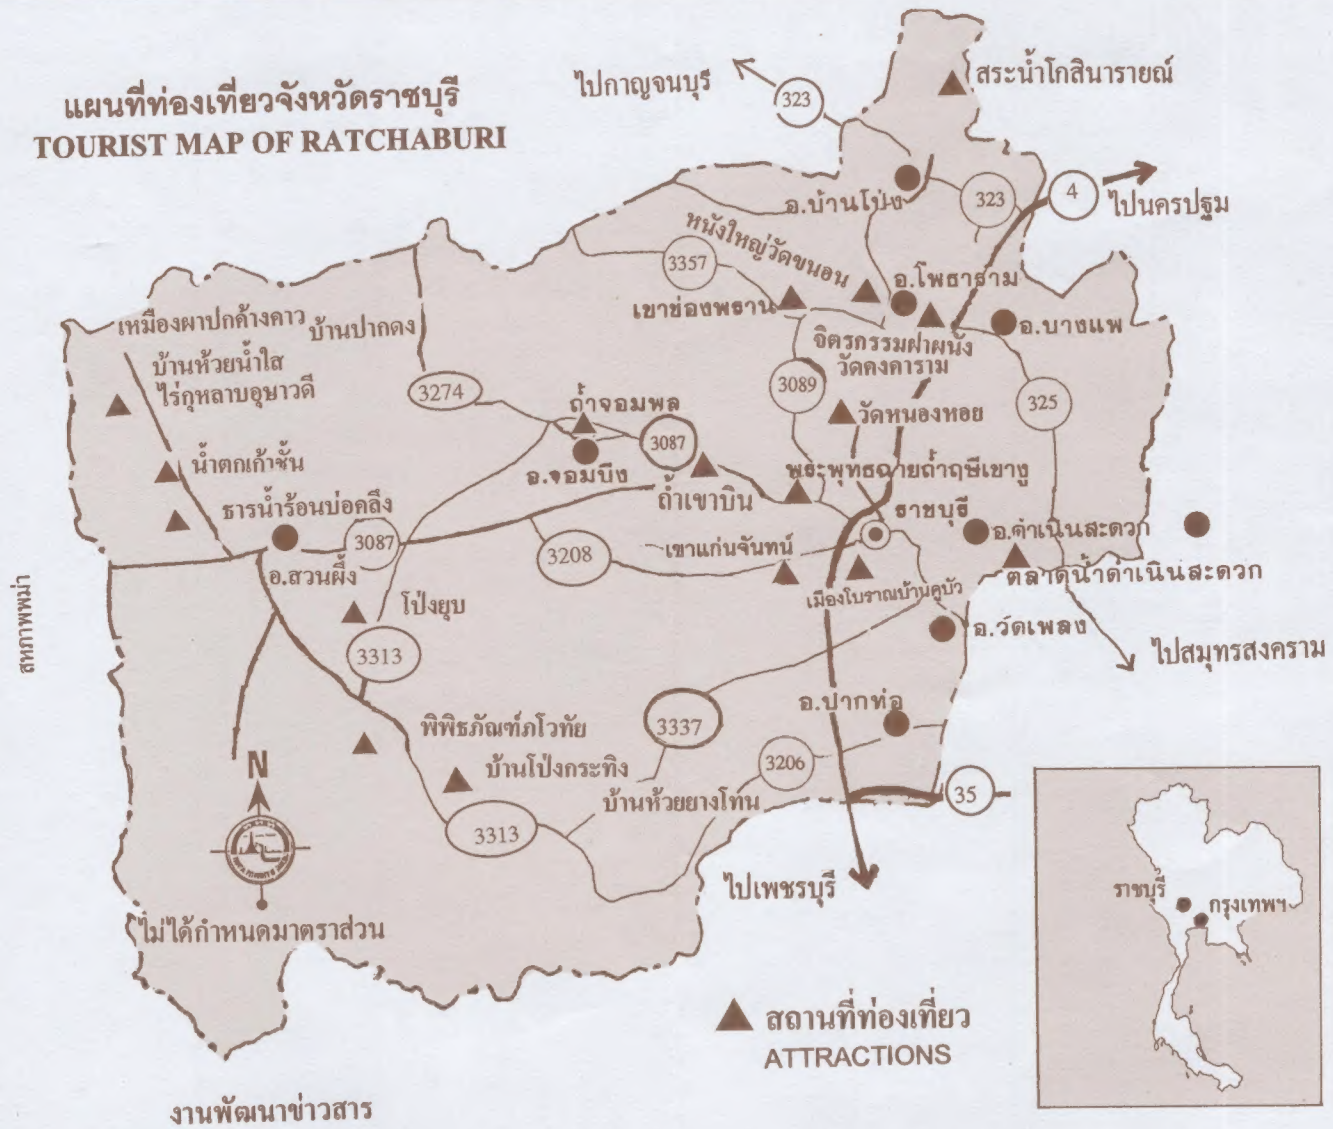 แผนที่ท่องเที่ยวจังหวัดราชบุรี
TOURIST MAP OF RATCHABURI
ไปกาญจนบุรี
323
สระน้ำโกสินารายณ์
อ.บ้านโป่ง
323
4
ไปนครปฐม
หนังใหญ่วัดขนอน
3357
อ.โพธาราม
เขาช่องพราน
อ.บางแพ
จิตรกรรมฝาผนัง
วัดคงคาราม
เหมืองผาปกค้างคาว
บ้านปากดง
บ้านห้วยน้ำใส
ไร่กุหลาบอุษาวดี
3274
3089
325
ถ้ำจอมพล
วัดหนองหอย
3087
น้ำตกเก้าชั้น
อ.จอมบึง
ถ้ำเขาบิน
พระพุทธฉายถ้ำฤษีเขางู
ธารน้ำร้อนบ่อคลึง
ราชบุรี
3087
3208
เขาแก่นจันทน์
อ.ดำเนินสะดวก
อ.สวนผึ้ง
ตลาดน้ำดำเนินสะดวก
โป่งยุบ
เมืองโบราณบ้านคูบัว
สหภาพพม่า
อ.วัดเพลง
3313
ไปสมุทรสงคราม
อ.ปากท่อ
พิพิธภัณฑ์ภโวทัย
3337
บ้านโป่งกระทิง
3206
N
บ้านห้วยยางโทน
35
3313
ไปเพชรบุรี
ราชบุรี
กรุงเทพฯ
ไม่ได้กำหนดมาตราส่วน
สถานที่ท่องเที่ยว
ATTRACTIONS
งานพัฒนาข่าวสาร